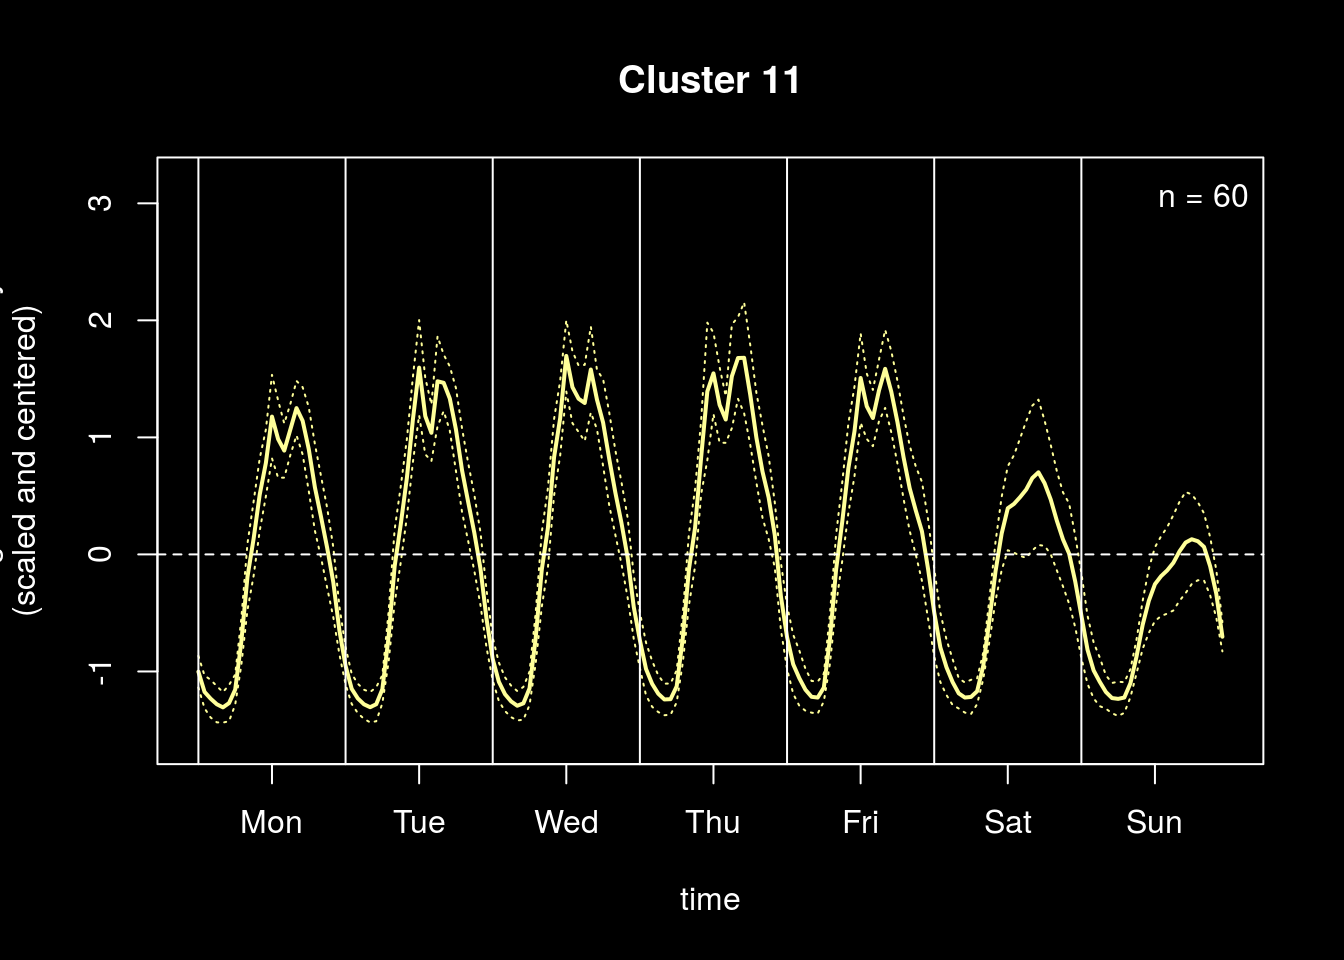 Cluster 11
n = 60
3
2
1
0
-1
(scaled and centered)
Mon Tue Wed Thu Fri Sat Sun
time